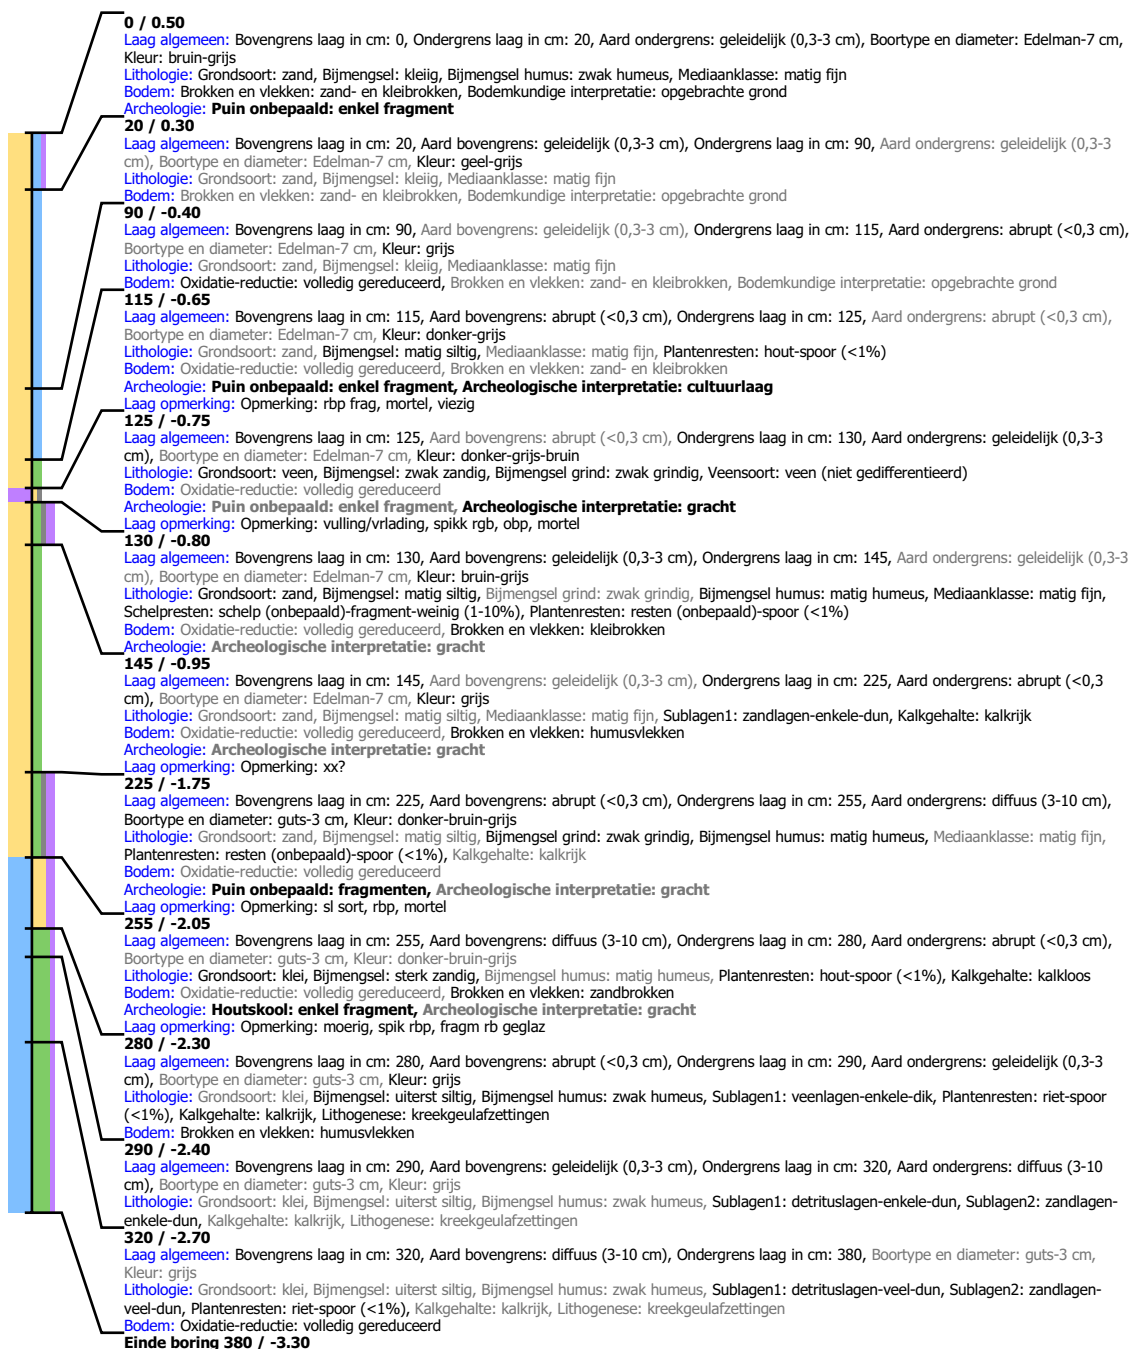 0 / 0.50
Laag algemeen: Bovengrens laag in cm: 0, Ondergrens laag in cm: 20, Aard ondergrens: geleidelijk (0,3-3 cm), Boortype en diameter: Edelman-7 cm,
Kleur: bruin-grijs
Lithologie: Grondsoort: zand, Bijmengsel: kleiig, Bijmengsel humus: zwak humeus, Mediaanklasse: matig fijn
Bodem: Brokken en vlekken: zand- en kleibrokken, Bodemkundige interpretatie: opgebrachte grond
Archeologie: Puin onbepaald: enkel fragment
20 / 0.30
Laag algemeen: Bovengrens laag in cm: 20, Aard bovengrens: geleidelijk (0,3-3 cm), Ondergrens laag in cm: 90, Aard ondergrens: geleidelijk (0,3-3
cm), Boortype en diameter: Edelman-7 cm, Kleur: geel-grijs
Lithologie: Grondsoort: zand, Bijmengsel: kleiig, Mediaanklasse: matig fijn
Bodem: Brokken en vlekken: zand- en kleibrokken, Bodemkundige interpretatie: opgebrachte grond
90 / -0.40
Laag algemeen: Bovengrens laag in cm: 90, Aard bovengrens: geleidelijk (0,3-3 cm), Ondergrens laag in cm: 115, Aard ondergrens: abrupt (<0,3 cm),
Boortype en diameter: Edelman-7 cm, Kleur: grijs
Lithologie: Grondsoort: zand, Bijmengsel: kleiig, Mediaanklasse: matig fijn
Bodem: Oxidatie-reductie: volledig gereduceerd, Brokken en vlekken: zand- en kleibrokken, Bodemkundige interpretatie: opgebrachte grond
115 / -0.65
Laag algemeen: Bovengrens laag in cm: 115, Aard bovengrens: abrupt (<0,3 cm), Ondergrens laag in cm: 125, Aard ondergrens: abrupt (<0,3 cm),
Boortype en diameter: Edelman-7 cm, Kleur: donker-grijs
Lithologie: Grondsoort: zand, Bijmengsel: matig siltig, Mediaanklasse: matig fijn, Plantenresten: hout-spoor (<1%)
Bodem: Oxidatie-reductie: volledig gereduceerd, Brokken en vlekken: zand- en kleibrokken
Archeologie: Puin onbepaald: enkel fragment, Archeologische interpretatie: cultuurlaag
Laag opmerking: Opmerking: rbp frag, mortel, viezig
125 / -0.75
Laag algemeen: Bovengrens laag in cm: 125, Aard bovengrens: abrupt (<0,3 cm), Ondergrens laag in cm: 130, Aard ondergrens: geleidelijk (0,3-3
cm), Boortype en diameter: Edelman-7 cm, Kleur: donker-grijs-bruin
Lithologie: Grondsoort: veen, Bijmengsel: zwak zandig, Bijmengsel grind: zwak grindig, Veensoort: veen (niet gedifferentieerd)
Bodem: Oxidatie-reductie: volledig gereduceerd
Archeologie: Puin onbepaald: enkel fragment, Archeologische interpretatie: gracht
Laag opmerking: Opmerking: vulling/vrlading, spikk rgb, obp, mortel
130 / -0.80
Laag algemeen: Bovengrens laag in cm: 130, Aard bovengrens: geleidelijk (0,3-3 cm), Ondergrens laag in cm: 145, Aard ondergrens: geleidelijk (0,3-3
cm), Boortype en diameter: Edelman-7 cm, Kleur: bruin-grijs
Lithologie: Grondsoort: zand, Bijmengsel: matig siltig, Bijmengsel grind: zwak grindig, Bijmengsel humus: matig humeus, Mediaanklasse: matig fijn,
Schelpresten: schelp (onbepaald)-fragment-weinig (1-10%), Plantenresten: resten (onbepaald)-spoor (<1%)
Bodem: Oxidatie-reductie: volledig gereduceerd, Brokken en vlekken: kleibrokken
Archeologie: Archeologische interpretatie: gracht
145 / -0.95
Laag algemeen: Bovengrens laag in cm: 145, Aard bovengrens: geleidelijk (0,3-3 cm), Ondergrens laag in cm: 225, Aard ondergrens: abrupt (<0,3
cm), Boortype en diameter: Edelman-7 cm, Kleur: grijs
Lithologie: Grondsoort: zand, Bijmengsel: matig siltig, Mediaanklasse: matig fijn, Sublagen1: zandlagen-enkele-dun, Kalkgehalte: kalkrijk
Bodem: Oxidatie-reductie: volledig gereduceerd, Brokken en vlekken: humusvlekken
Archeologie: Archeologische interpretatie: gracht
Laag opmerking: Opmerking: xx?
225 / -1.75
Laag algemeen: Bovengrens laag in cm: 225, Aard bovengrens: abrupt (<0,3 cm), Ondergrens laag in cm: 255, Aard ondergrens: diffuus (3-10 cm),
Boortype en diameter: guts-3 cm, Kleur: donker-bruin-grijs
Lithologie: Grondsoort: zand, Bijmengsel: matig siltig, Bijmengsel grind: zwak grindig, Bijmengsel humus: matig humeus, Mediaanklasse: matig fijn,
Plantenresten: resten (onbepaald)-spoor (<1%), Kalkgehalte: kalkrijk
Bodem: Oxidatie-reductie: volledig gereduceerd
Archeologie: Puin onbepaald: fragmenten, Archeologische interpretatie: gracht
Laag opmerking: Opmerking: sl sort, rbp, mortel
255 / -2.05
Laag algemeen: Bovengrens laag in cm: 255, Aard bovengrens: diffuus (3-10 cm), Ondergrens laag in cm: 280, Aard ondergrens: abrupt (<0,3 cm),
Boortype en diameter: guts-3 cm, Kleur: donker-bruin-grijs
Lithologie: Grondsoort: klei, Bijmengsel: sterk zandig, Bijmengsel humus: matig humeus, Plantenresten: hout-spoor (<1%), Kalkgehalte: kalkloos
Bodem: Oxidatie-reductie: volledig gereduceerd, Brokken en vlekken: zandbrokken
Archeologie: Houtskool: enkel fragment, Archeologische interpretatie: gracht
Laag opmerking: Opmerking: moerig, spik rbp, fragm rb geglaz
280 / -2.30
Laag algemeen: Bovengrens laag in cm: 280, Aard bovengrens: abrupt (<0,3 cm), Ondergrens laag in cm: 290, Aard ondergrens: geleidelijk (0,3-3
cm), Boortype en diameter: guts-3 cm, Kleur: grijs
Lithologie: Grondsoort: klei, Bijmengsel: uiterst siltig, Bijmengsel humus: zwak humeus, Sublagen1: veenlagen-enkele-dik, Plantenresten: riet-spoor
(<1%), Kalkgehalte: kalkrijk, Lithogenese: kreekgeulafzettingen
Bodem: Brokken en vlekken: humusvlekken
290 / -2.40
Laag algemeen: Bovengrens laag in cm: 290, Aard bovengrens: geleidelijk (0,3-3 cm), Ondergrens laag in cm: 320, Aard ondergrens: diffuus (3-10
cm), Boortype en diameter: guts-3 cm, Kleur: grijs
Lithologie: Grondsoort: klei, Bijmengsel: uiterst siltig, Bijmengsel humus: zwak humeus, Sublagen1: detrituslagen-enkele-dun, Sublagen2: zandlagen-
enkele-dun, Kalkgehalte: kalkrijk, Lithogenese: kreekgeulafzettingen
320 / -2.70
Laag algemeen: Bovengrens laag in cm: 320, Aard bovengrens: diffuus (3-10 cm), Ondergrens laag in cm: 380, Boortype en diameter: guts-3 cm,
Kleur: grijs
Lithologie: Grondsoort: klei, Bijmengsel: uiterst siltig, Bijmengsel humus: zwak humeus, Sublagen1: detrituslagen-veel-dun, Sublagen2: zandlagen-
veel-dun, Plantenresten: riet-spoor (<1%), Kalkgehalte: kalkrijk, Lithogenese: kreekgeulafzettingen
Bodem: Oxidatie-reductie: volledig gereduceerd
Einde boring 380 / -3.30